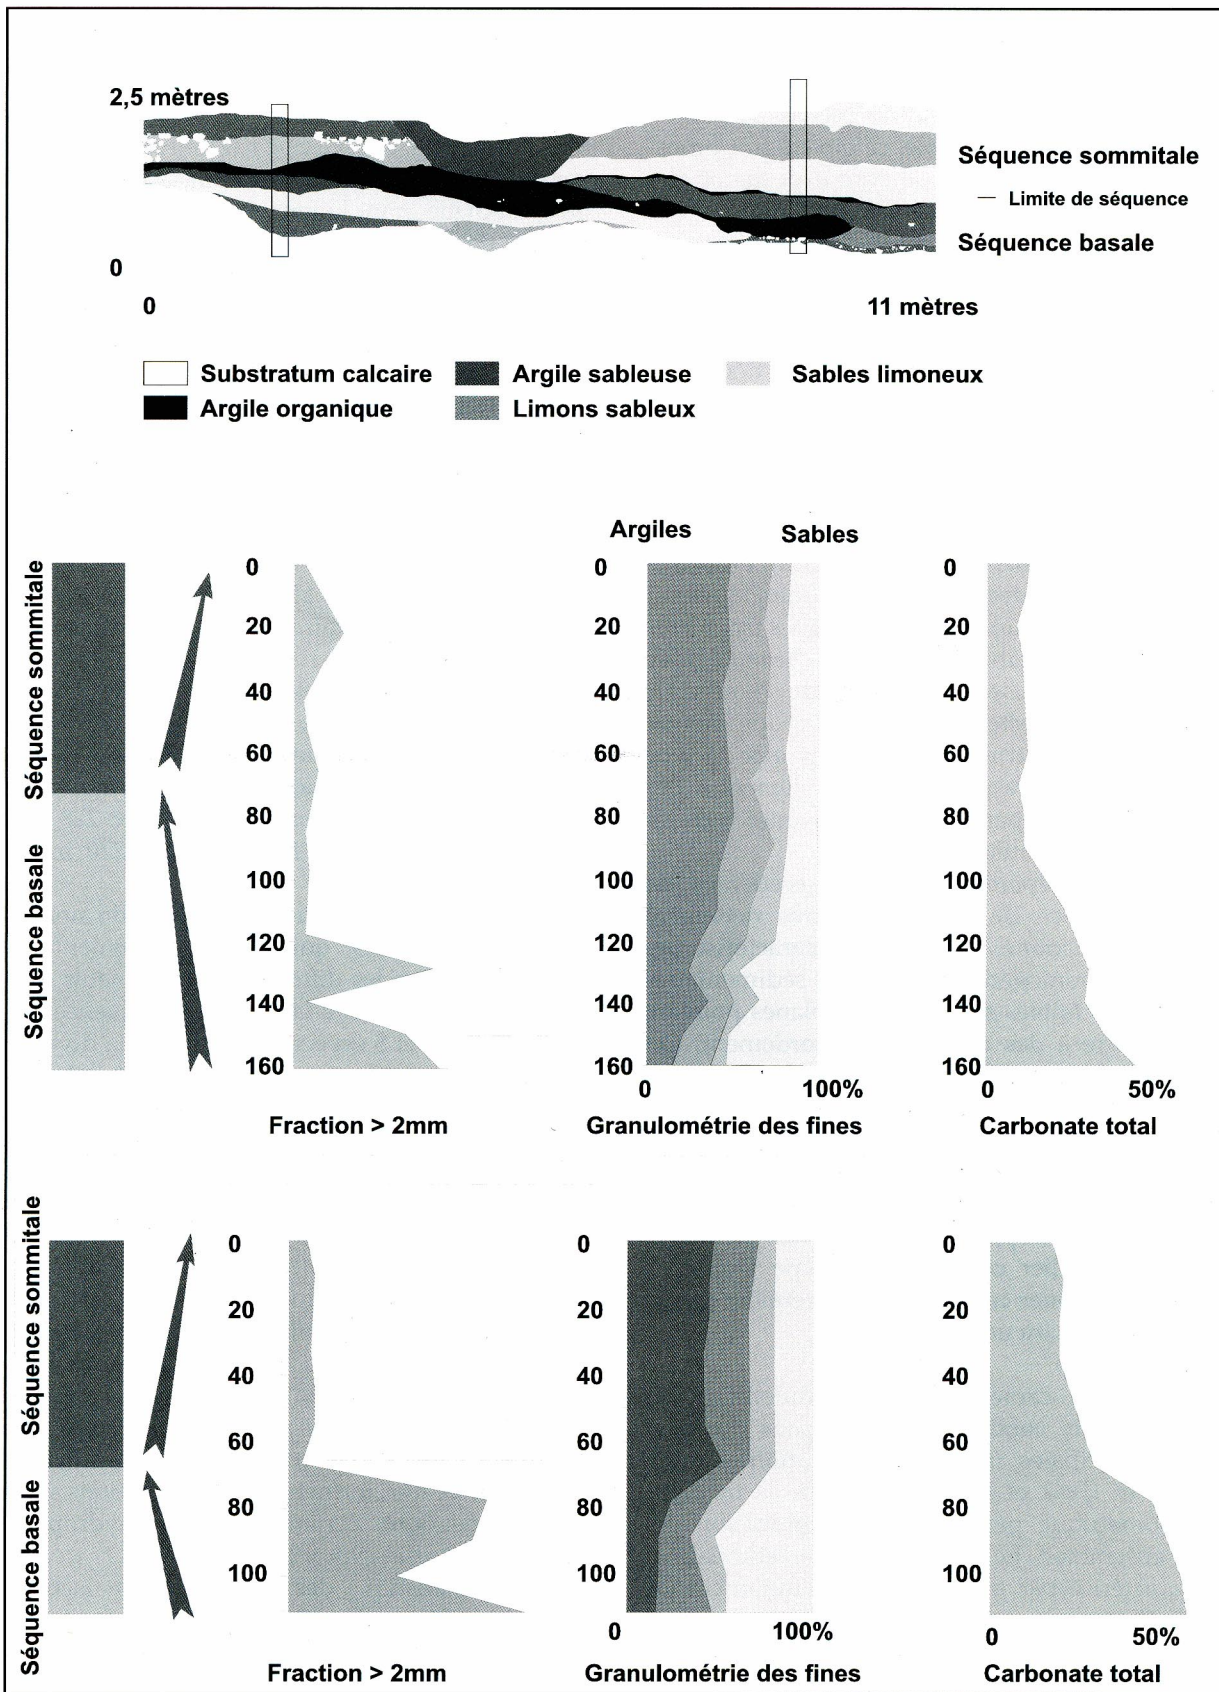 2,5 mètres
Séquence sommitale
Limite de séquence
Séquence basale
0
0
11 mètres
Substratum calcaire
Argile sableuse
Sables limoneux
Argile organique
Limons sableux
Argiles
Sables
Séquence sommitale
Séquence basale
0
20
40
60
80
100
120
140
160
0
20
40
60
80
100
120
140
160
0
20
40
60
80
100
120
140
160
0
100%
0
50%
Fraction > 2mm
Granulométrie des fines
Carbonate total
Séquence sommitale
Séquence basale
0
20
40
60
80
100
0
20
40
60
80
100
0
20
40
60
80
100
0
100%
0
50%
Fraction > 2mm
Granulométrie des fines
Carbonate total